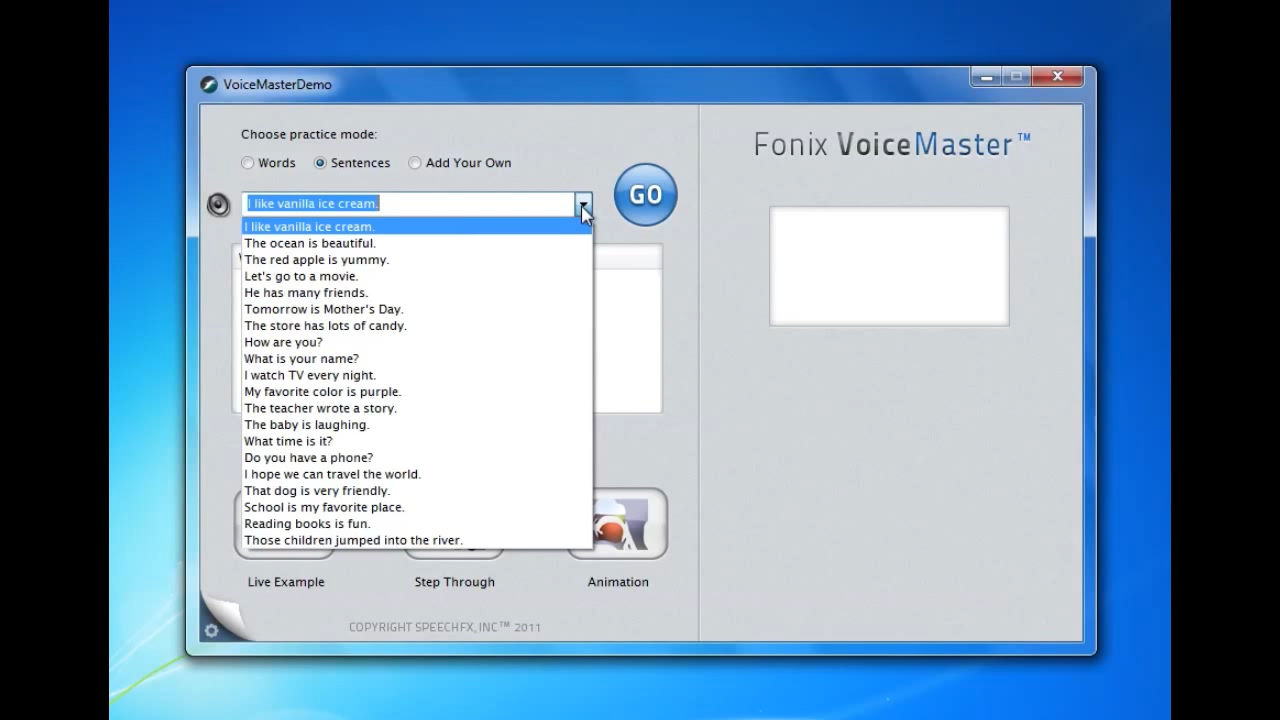 VoiceMasterDemo
Choose practice mode:
Words Sentences Add Your Own
Fonix VoiceMaster™
I like vanilla ice cream.
GO
I like vanilla ice cream.
The ocean is beautiful.
The red apple is yummy.
Let's go to a movie.
He has many friends.
Tomorrow is Mother's Day.
The store has lots of candy.
How are you?
What is your name?
I watch TV every night.
My favorite color is purple.
The teacher wrote a story.
The baby is laughing.
What time is it?
Do you have a phone?
I hope we can travel the world.
That dog is very friendly.
School is my favorite place.
Reading books is fun.
Those children jumped into the river.
Live Example Step Through Animation
COPYRIGHT SPEECHFX, INC™ 2011